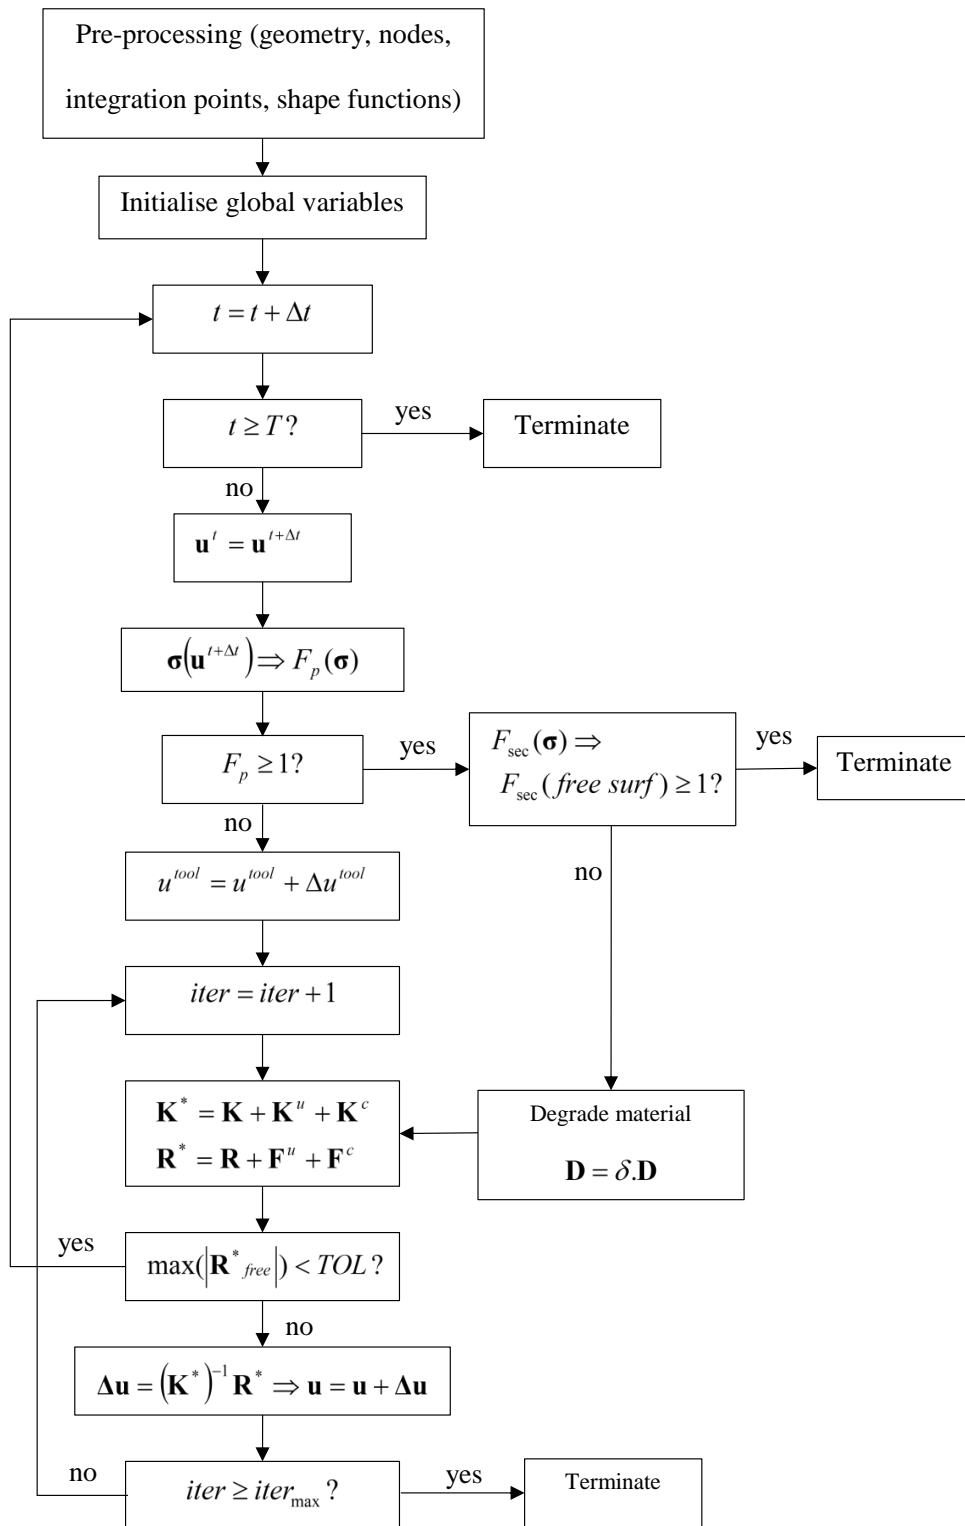 Pre-processing (geometry, nodes,
integration points, shape functions)
Initialise global variables
t = t + Δt
t ≥ T?
yes
Terminate
no
𝐮^t = 𝐮^{t+Δt}
𝛔(𝐮^{t+Δt}) ⇒ F_p(𝛔)
F_p ≥ 1?
yes
F_sec(𝛔) ⇒
F_sec(free surf) ≥ 1?
yes
Terminate
no
no
u^{tool} = u^{tool} + Δu^{tool}
iter = iter + 1
𝐊^* = 𝐊 + 𝐊^u + 𝐊^c
𝐑^* = 𝐑 + 𝐅^u + 𝐅^c
Degrade material
𝐃 = δ.𝐃
yes
max(|𝐑^*_{free}|) < TOL?
no
𝚫𝐮 = (𝐊^*)^{-1} 𝐑^* ⇒ 𝐮 = 𝐮 + 𝚫𝐮
no
iter ≥ iter_max ?
yes
Terminate